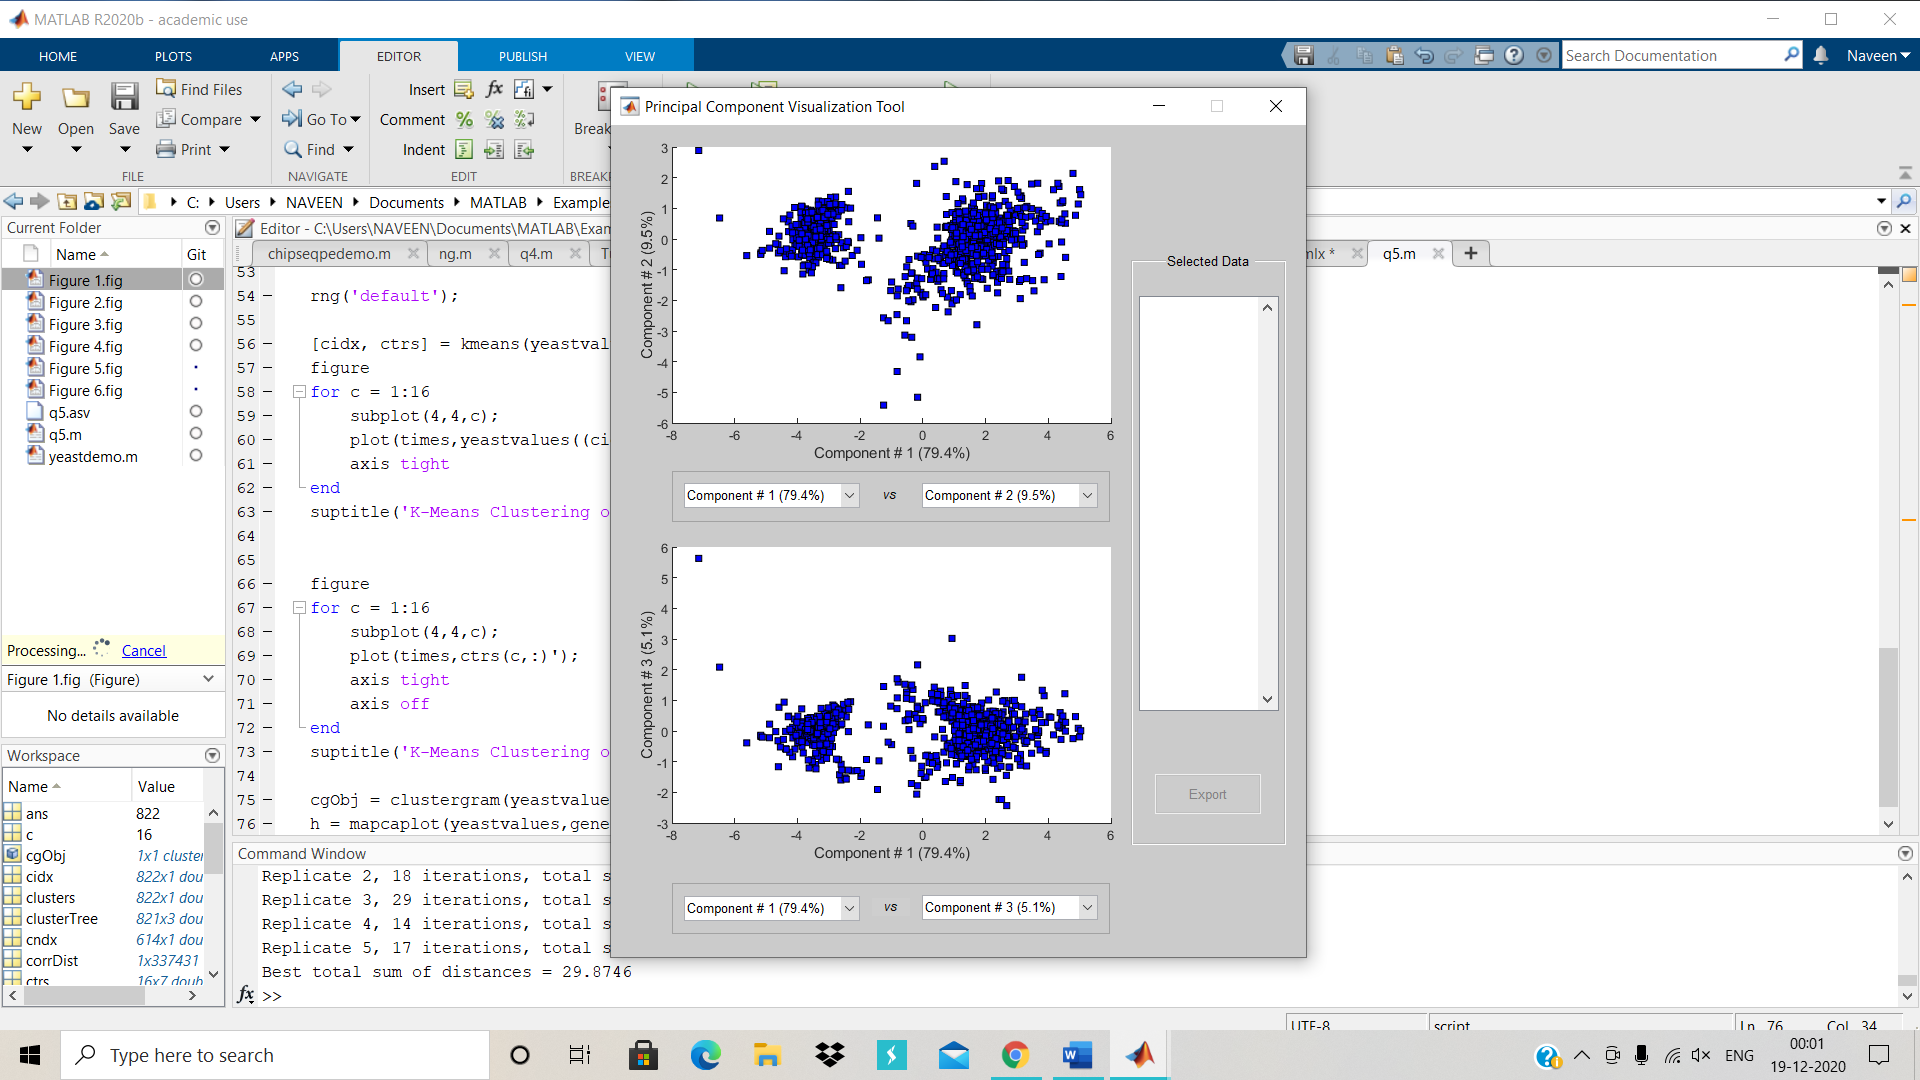 MATLAB R2020b - academic use
HOME PLOTS APPS EDITOR PUBLISH VIEW
Search Documentation
Naveen
New Open Save
Find Files
Compare
Print
Go To
Find
Insert
Comment
Indent
FILE NAVIGATE EDIT
C: Users NAVEEN Documents MATLAB Example
Current Folder
Name Git
Figure 1.fig
Figure 2.fig
Figure 3.fig
Figure 4.fig
Figure 5.fig
Figure 6.fig
q5.asv
q5.m
yeastdemo.m
Processing... Cancel
Figure 1.fig (Figure)
No details available
Workspace
Name Value
ans 822
c 16
cgObj 1x1 cluster
cidx 822x1 dou
clusters 822x1 dou
clusterTree 821x3 dou
cndx 614x1 dou
corrDist 1x337431
ctrs 16x7 doub
Editor - C:\Users\NAVEEN\Documents\MATLAB\Exam
chipseqpedemo.m ng.m q4.m
mlx * q5.m
53
54 rng('default');
55
56 [cidx, ctrs] = kmeans(yeastval
57 figure
58 for c = 1:16
59 subplot(4,4,c);
60 plot(times,yeastvalues((ci
61 axis tight
62 end
63 suptitle('K-Means Clustering o
64
65
66 figure
67 for c = 1:16
68 subplot(4,4,c);
69 plot(times,ctrs(c,:)');
70 axis tight
71 axis off
72 end
73 suptitle('K-Means Clustering o
74
75 cgObj = clustergram(yeastvalue
76 h = mapcaplot(yeastvalues,gene
Command Window
Replicate 2, 18 iterations, total s
Replicate 3, 29 iterations, total s
Replicate 4, 14 iterations, total s
Replicate 5, 17 iterations, total s
Best total sum of distances = 29.8746
fx >>
Principal Component Visualization Tool
3
2
1
0
-1
-2
-3
-4
-5
-6
Component # 2 (9.5%)
-8 -6 -4 -2 0 2 4 6
Component # 1 (79.4%)
Component # 1 (79.4%) vs Component # 2 (9.5%)
6
5
4
3
2
1
0
-1
-2
-3
Component # 3 (5.1%)
-8 -6 -4 -2 0 2 4 6
Component # 1 (79.4%)
Component # 1 (79.4%) vs Component # 3 (5.1%)
Selected Data
Export
UTF-8 script Ln 76 Col 34
Type here to search
ENG
00:01
19-12-2020